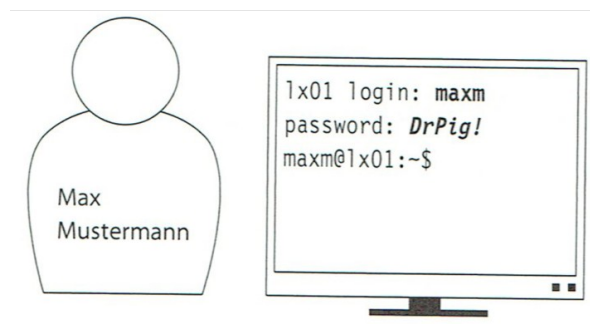 Max
Mustermann
lx01 login: maxm
password: DrPig!
maxm@lx01:~$